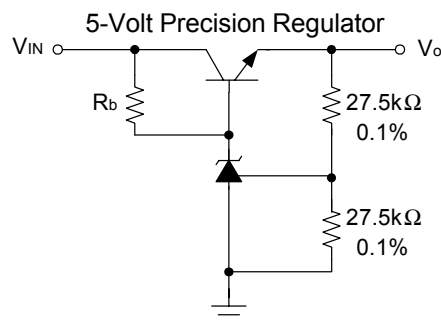 5-Volt Precision Regulator
VIN
Vo
Rb
27.5kΩ
0.1%
27.5kΩ
0.1%